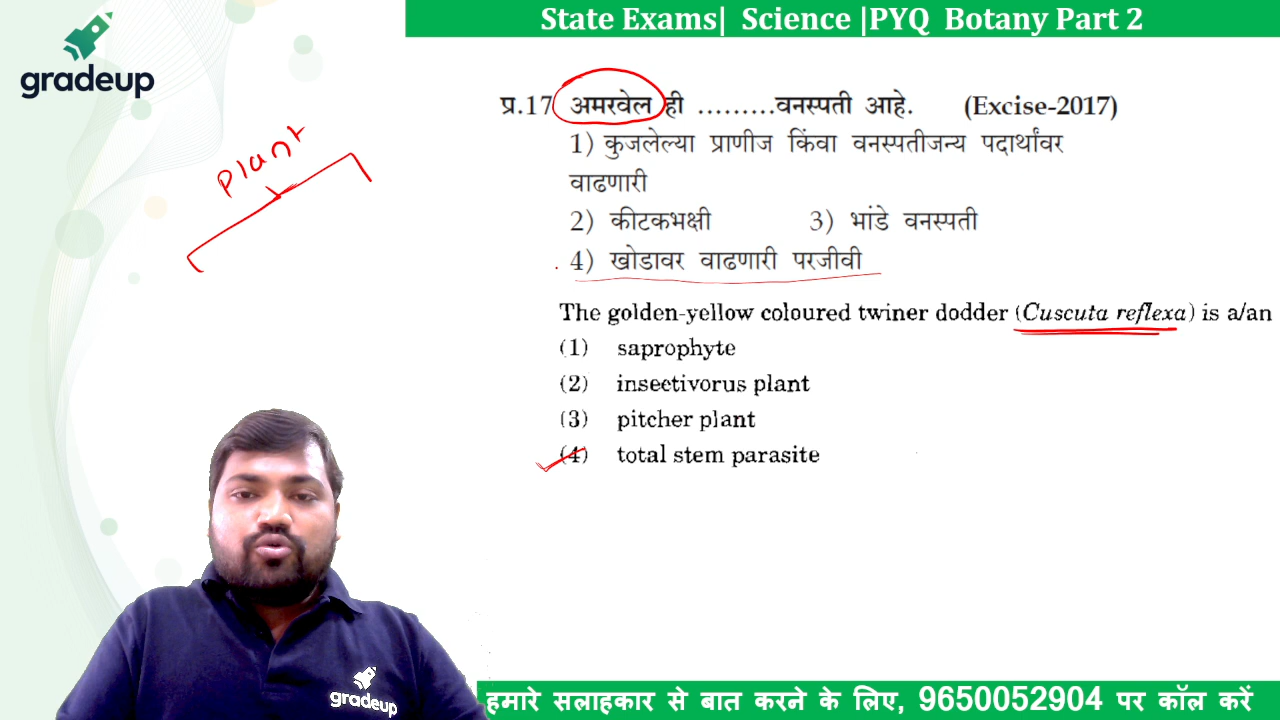 State Exams| Science |PYQ Botany Part 2
gradeup
plant
प्र.17 अमरवेल ही .........वनस्पती आहे. (Excise-2017)
1) कुजलेल्या प्राणीज किंवा वनस्पतीजन्य पदार्थांवर
वाढणारी
2) कीटकभक्षी 3) भांडे वनस्पती
4) खोडावर वाढणारी परजीवी
The golden-yellow coloured twiner dodder (Cuscuta reflexa) is a/an
(1) saprophyte
(2) insectivorus plant
(3) pitcher plant
(4) total stem parasite
gradeup
हमारे सलाहकार से बात करने के लिए, 9650052904 पर कॉल करें